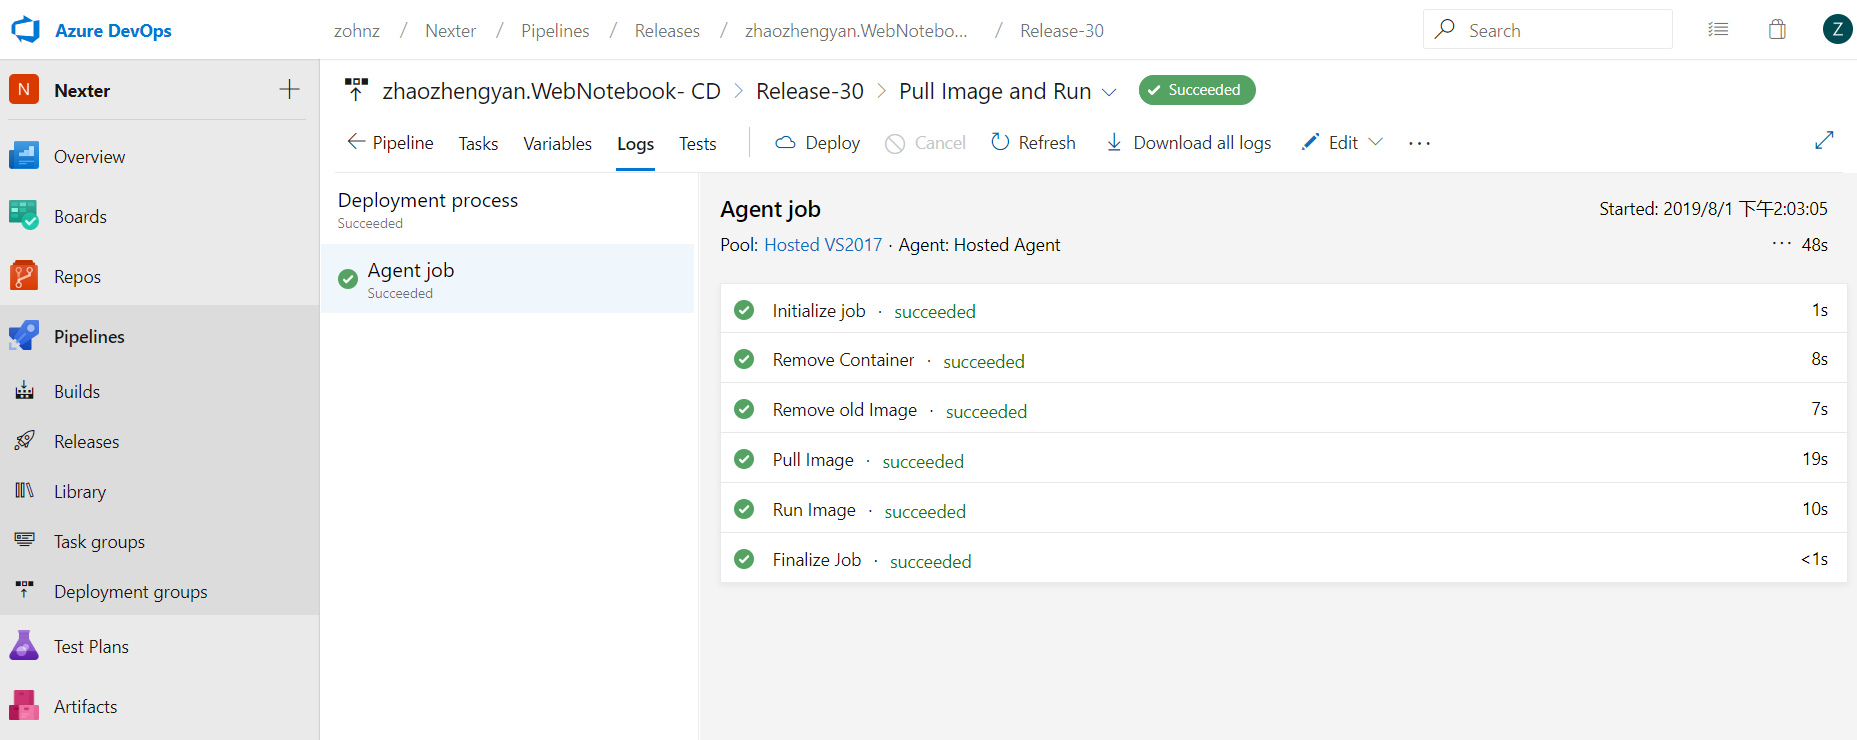 Azure DevOps
zohnz / Nexter / Pipelines / Releases / zhaozhengyan.WebNotebo... / Release-30
Search
Z
N Nexter
Overview
Boards
Repos
Pipelines
Builds
Releases
Library
Task groups
Deployment groups
Test Plans
Artifacts
zhaozhengyan.WebNotebook- CD > Release-30 > Pull Image and Run
Succeeded
Pipeline Tasks Variables Logs Tests Deploy Cancel Refresh Download all logs Edit ...
Deployment process
Succeeded
Agent job
Succeeded
Agent job Started: 2019/8/1 下午2:03:05
Pool: Hosted VS2017 · Agent: Hosted Agent ... 48s
Initialize job · succeeded 1s
Remove Container · succeeded 8s
Remove old Image · succeeded 7s
Pull Image · succeeded 19s
Run Image · succeeded 10s
Finalize Job · succeeded <1s